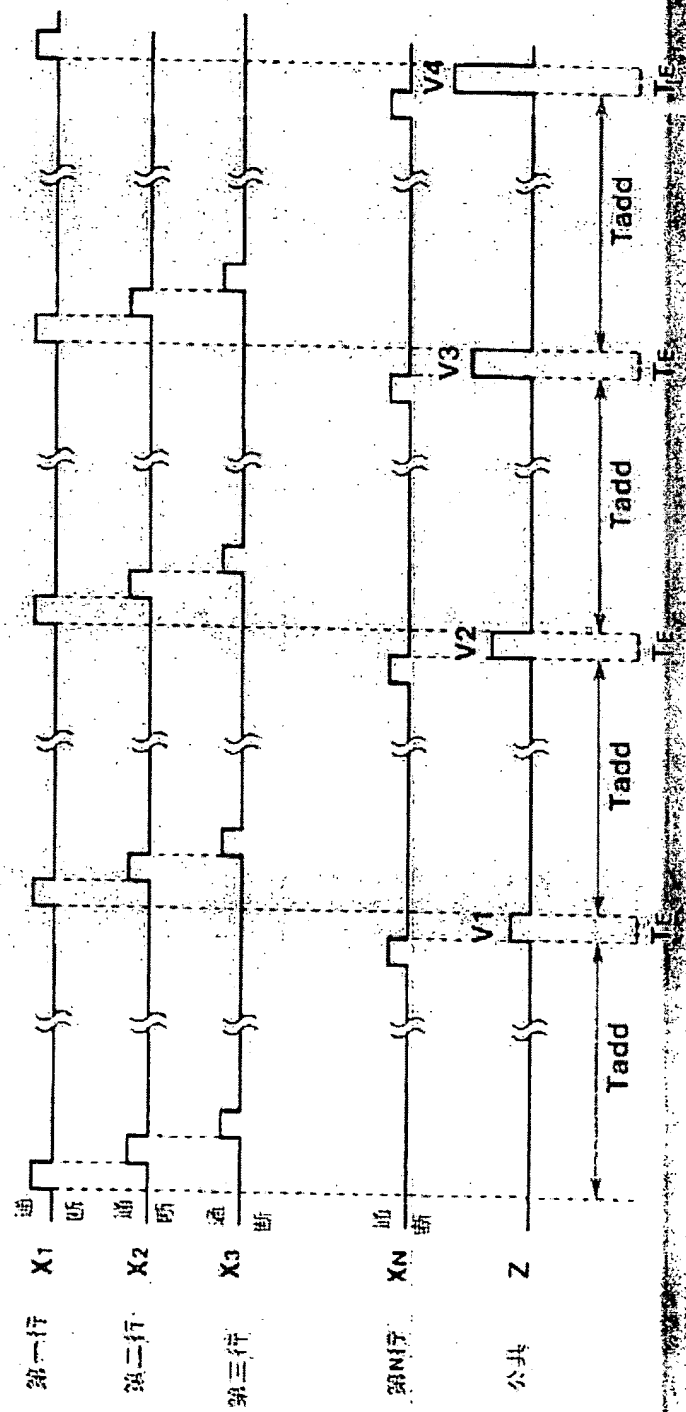 第一行 X1 通 断
第二行 X2 通 断
第三行 X3 通 断
第N行 XN 通 断
公共 Z
V1 V2 V3 V4
Tadd TE Tadd TE Tadd TE Tadd TE